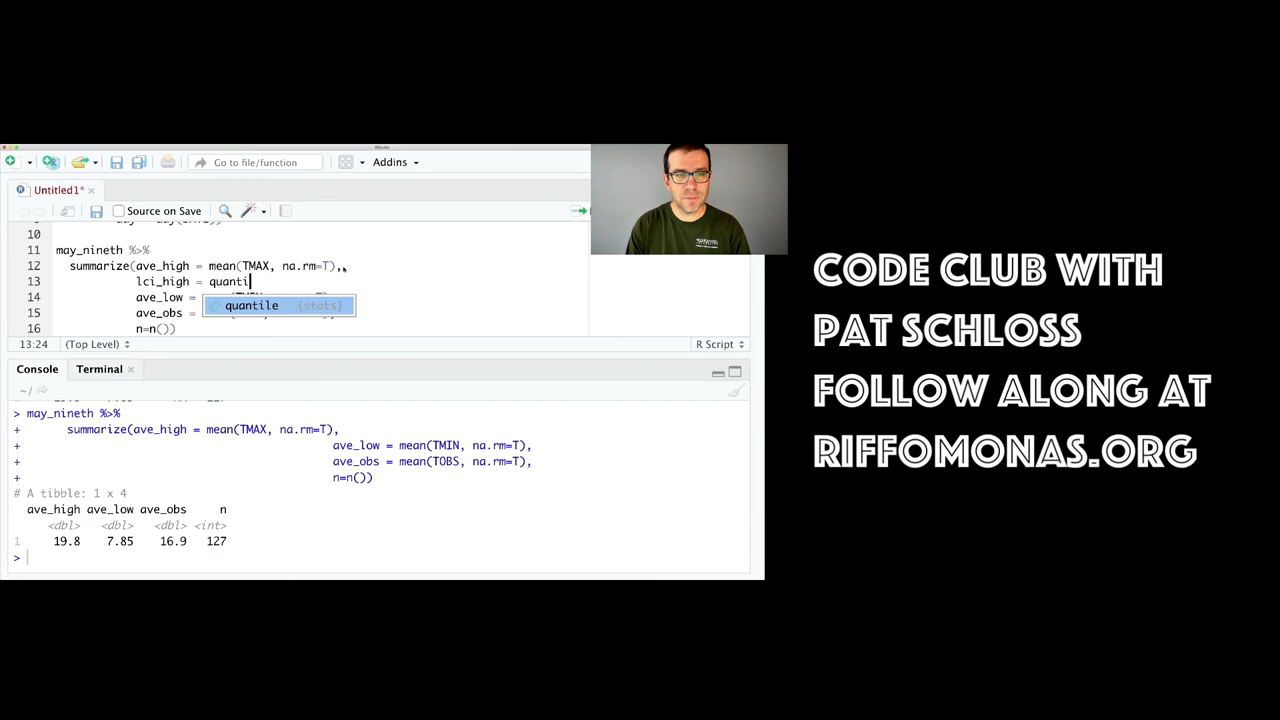 Go to file/function
Addins
Untitled1*
Source on Save
10
11 may_nineth %>%
12 summarize(ave_high = mean(TMAX, na.rm=T),
13 lci_high = quanti
14 ave_low =
quantile {stats}
15 ave_obs =
16 n=n())
13:24 (Top Level) R Script
Console Terminal
~/
> may_nineth %>%
+ summarize(ave_high = mean(TMAX, na.rm=T),
+ ave_low = mean(TMIN, na.rm=T),
+ ave_obs = mean(TOBS, na.rm=T),
+ n=n())
# A tibble: 1 x 4
ave_high ave_low ave_obs n
<dbl> <dbl> <dbl> <int>
1 19.8 7.85 16.9 127
>
CODE CLUB WITH
PAT SCHLOSS
FOLLOW ALONG AT
RIFFOMONAS.ORG